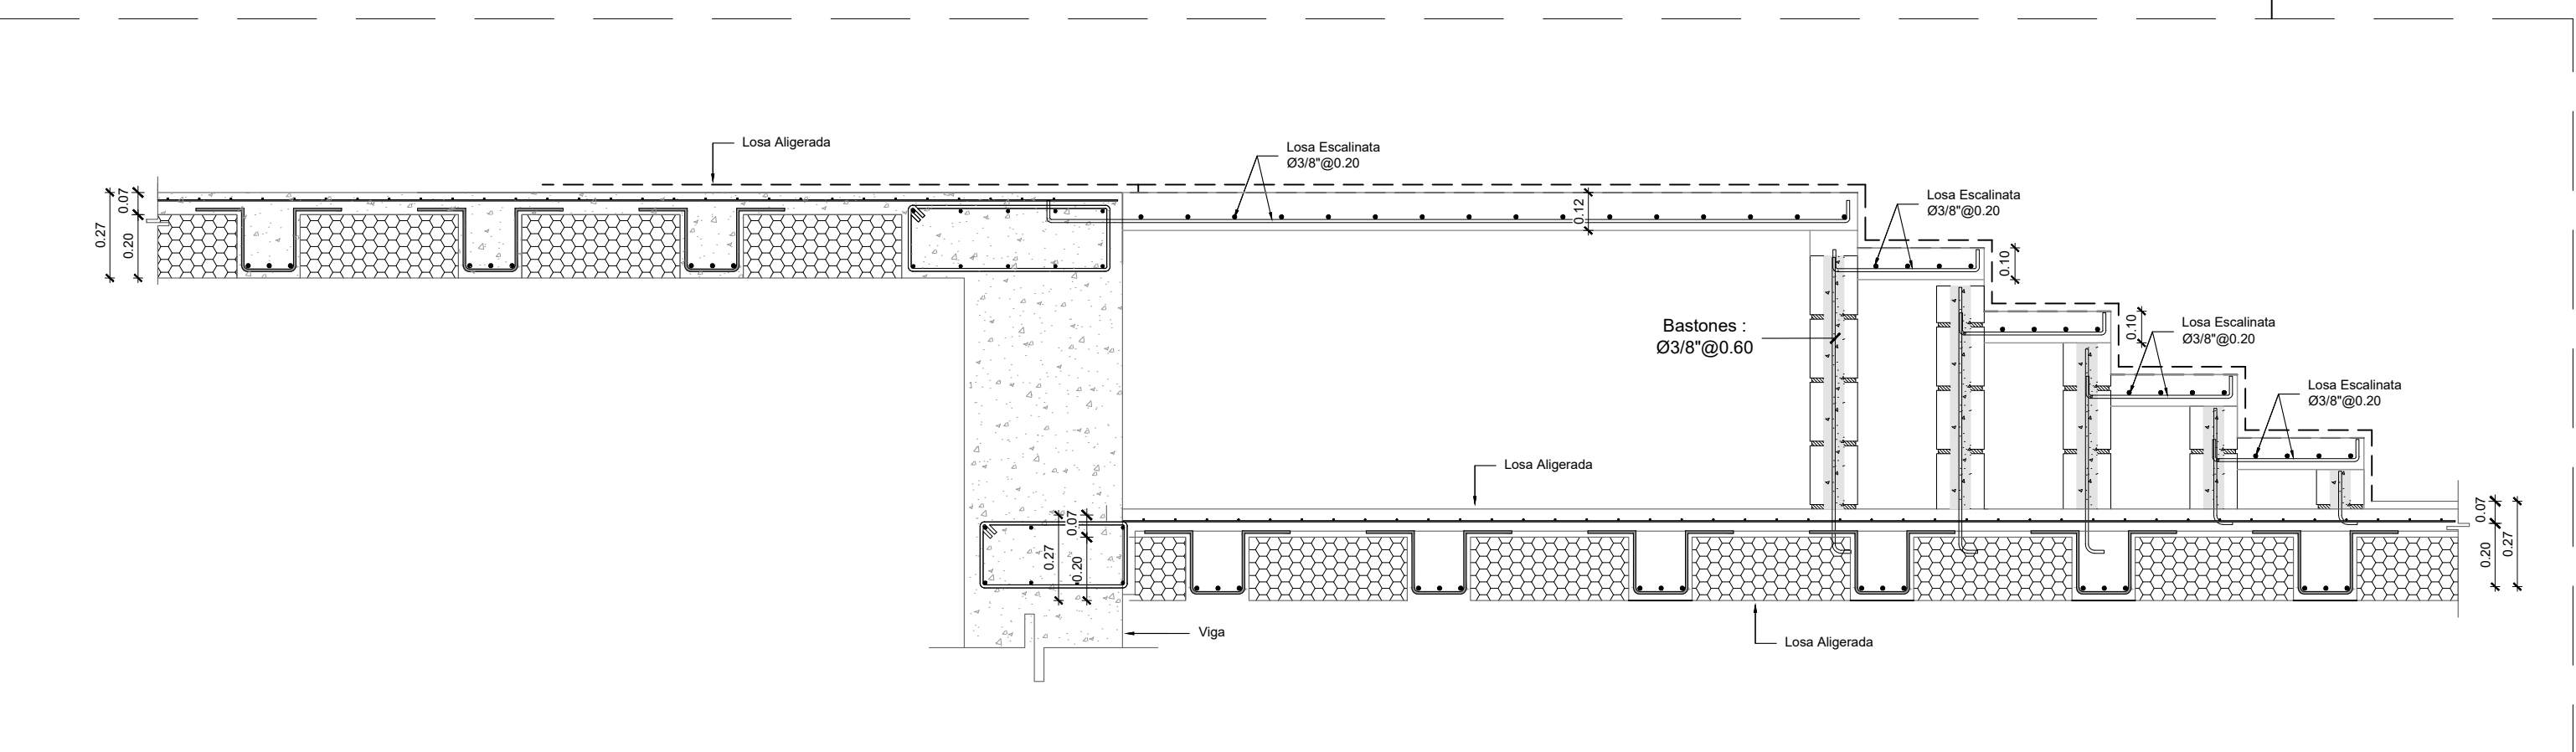 Losa Aligerada
Losa Escalinata
Ø3/8"@0.20
Losa Escalinata
Ø3/8"@0.20
0.27
0.07
0.20
0.12
0.10
Bastones :
Ø3/8"@0.60
0.10
Losa Escalinata
Ø3/8"@0.20
Losa Escalinata
Ø3/8"@0.20
Losa Aligerada
0.27
0.07
0.20
0.07
0.20
0.27
Viga
Losa Aligerada